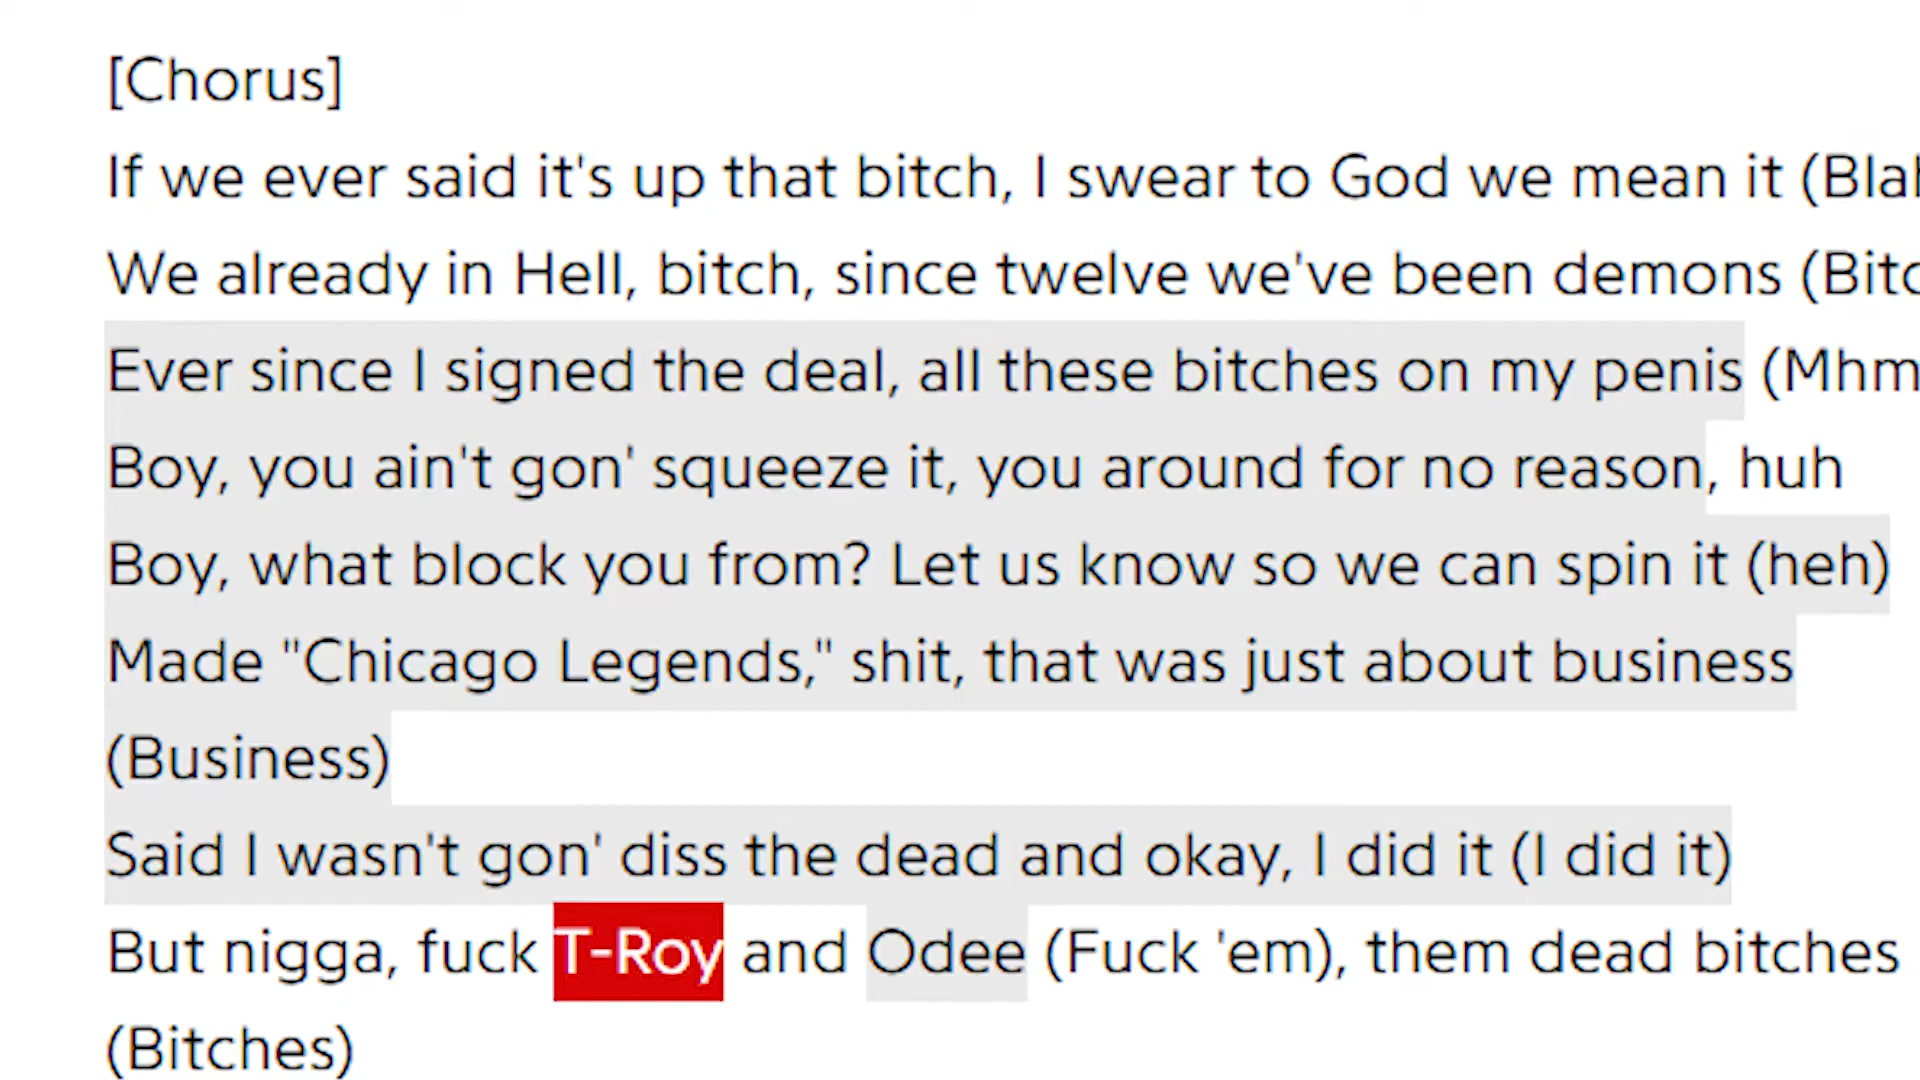 [Chorus]
If we ever said it's up that bitch, I swear to God we mean it
We already in Hell, bitch, since twelve we've been demons
Ever since I signed the deal, all these bitches on my penis (Mhm
Boy, you ain't gon' squeeze it, you around for no reason, huh
Boy, what block you from? Let us know so we can spin it (heh)
Made "Chicago Legends," shit, that was just about business
(Business)
Said I wasn't gon' diss the dead and okay, I did it (I did it)
But nigga, fuck T-Roy and Odee (Fuck 'em), them dead bitches
(Bitches)